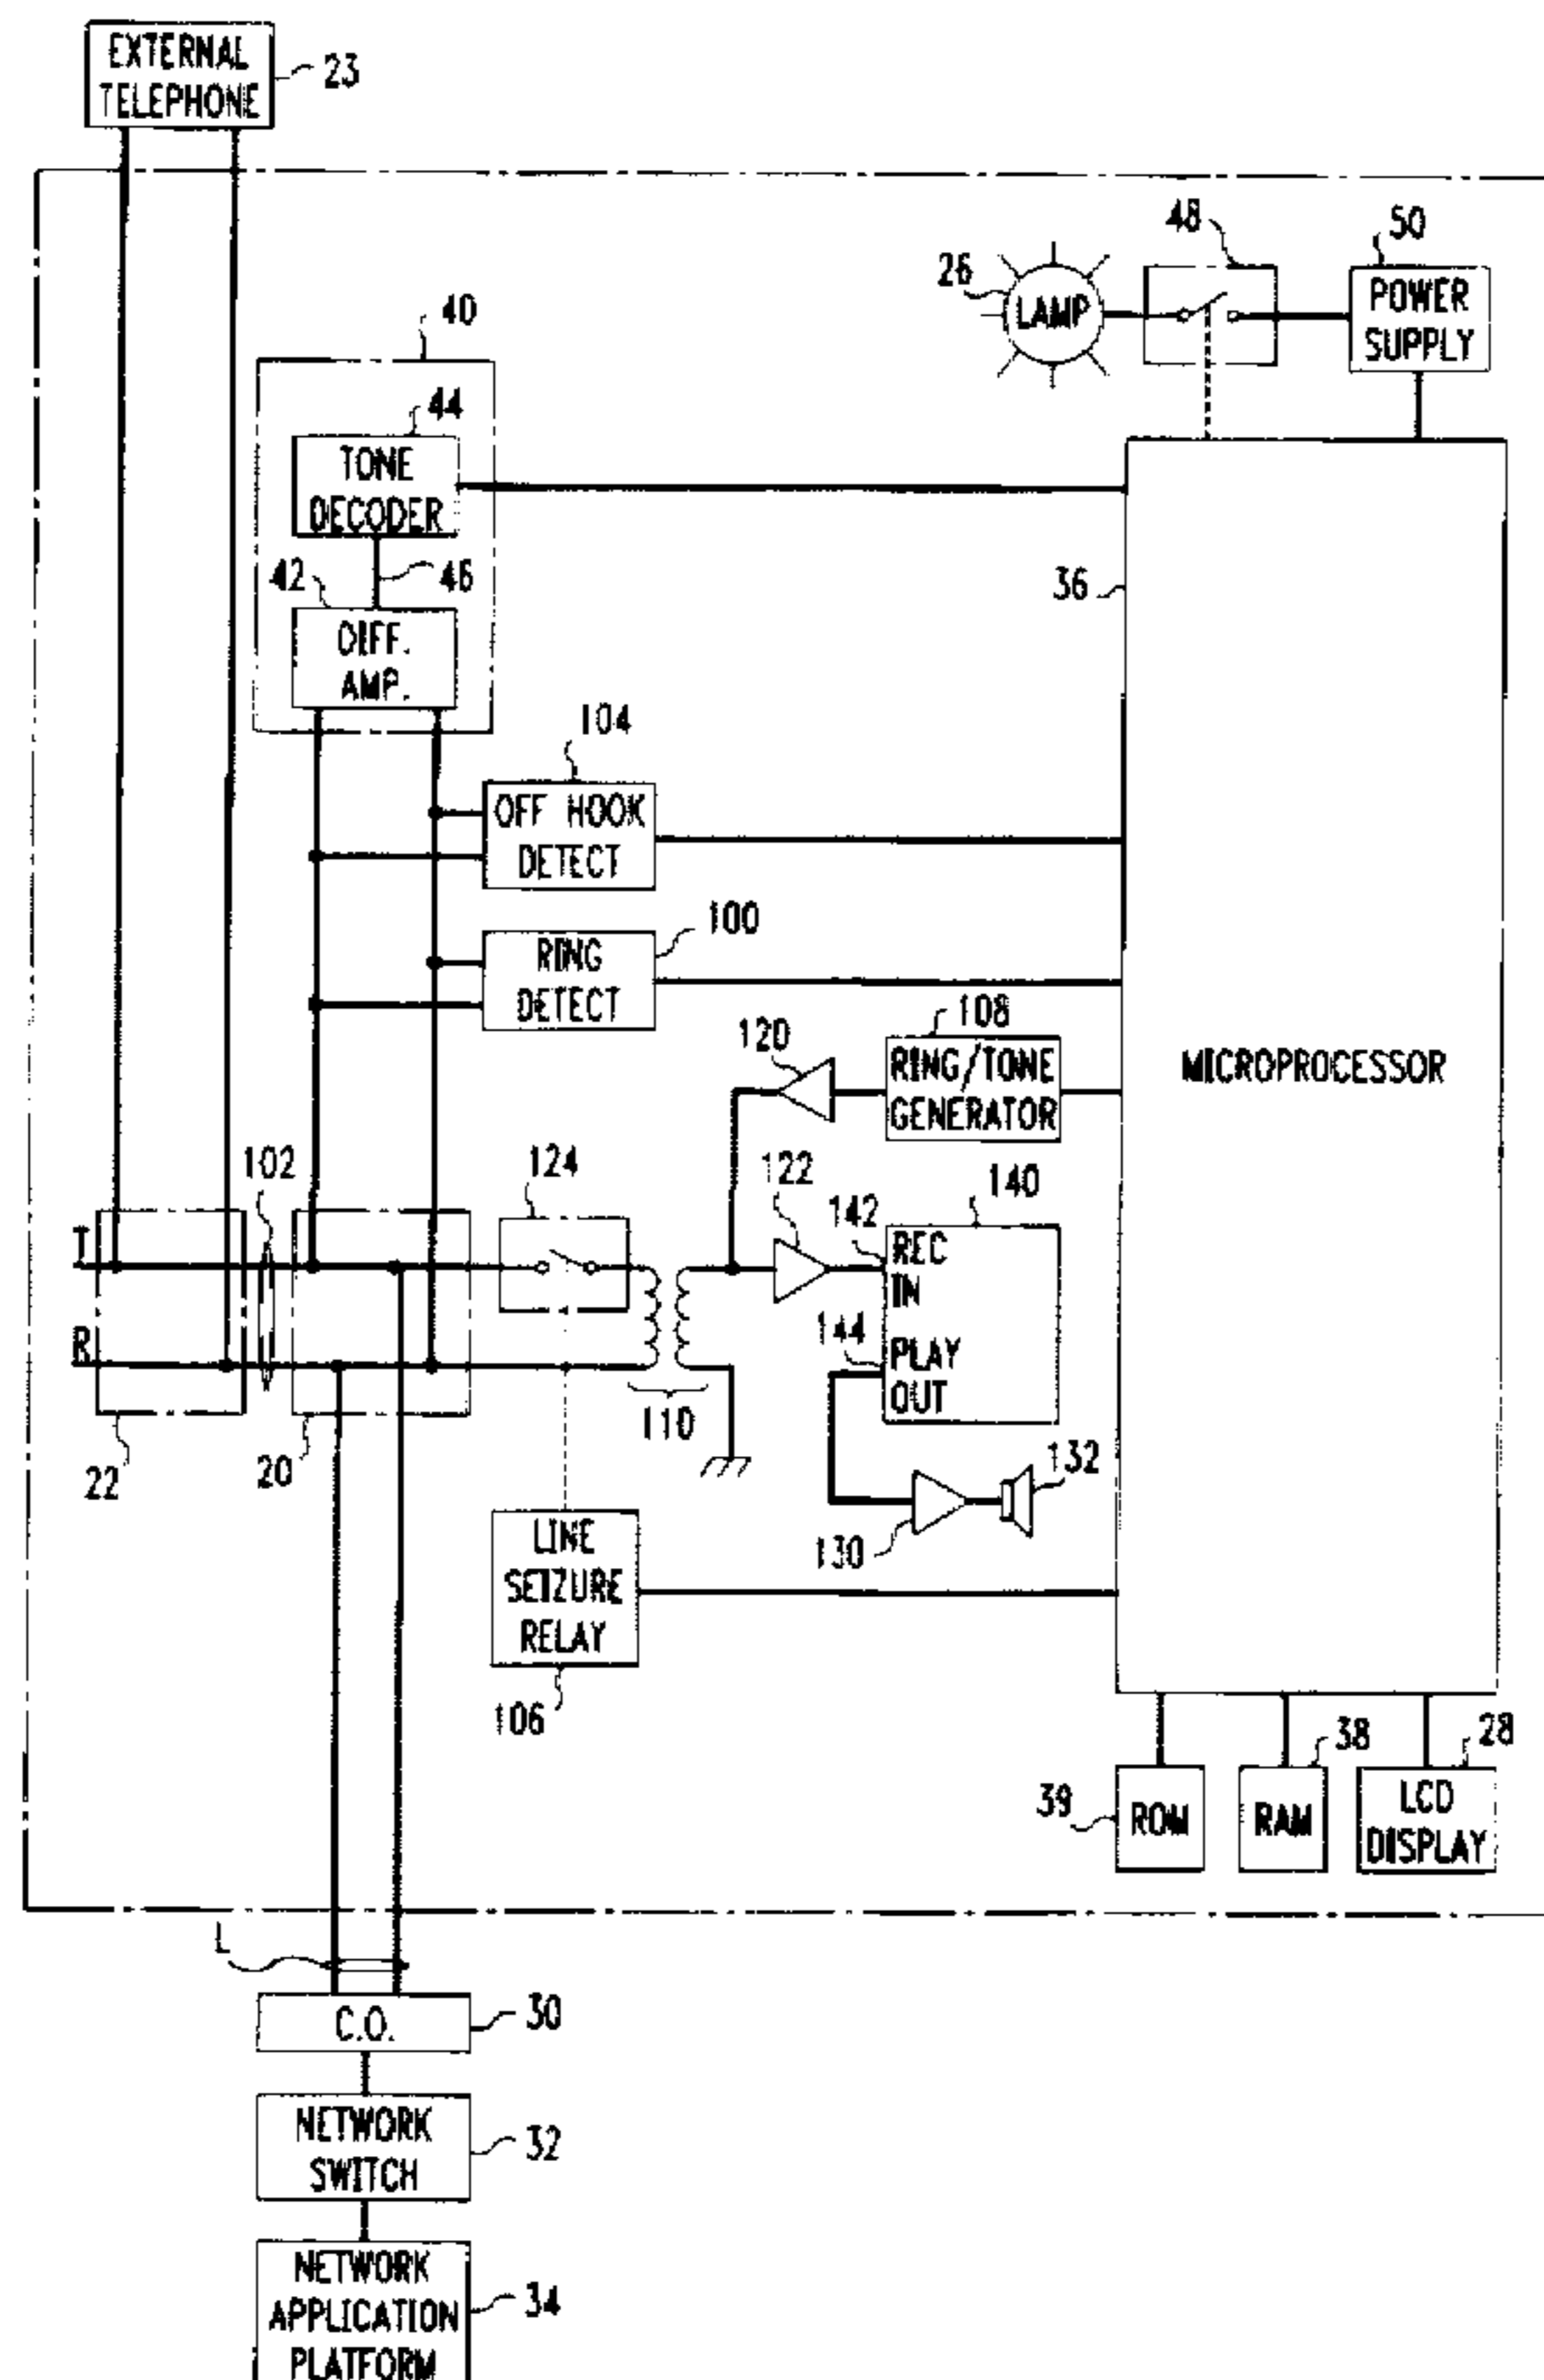 EXTERNAL
TELEPHONE
23
48
50
26
LAMP
POWER
SUPPLY
40
44
TONE
DECODER
42
46
36
DIFF.
AMP.
104
OFF HOOK
DETECT
100
RING
DETECT
108
120
RING/TONE
GENERATOR
MICROPROCESSOR
102
124
122
140
142
T
REC
IN
R
144
PLAY
OUT
110
22
20
132
130
LINE
SEIZURE
RELAY
106
38
28
39
ROM
RAM
LCD
DISPLAY
L
C.O.
30
NETWORK
SWITCH
32
NETWORK
APPLICATION
PLATFORM
34